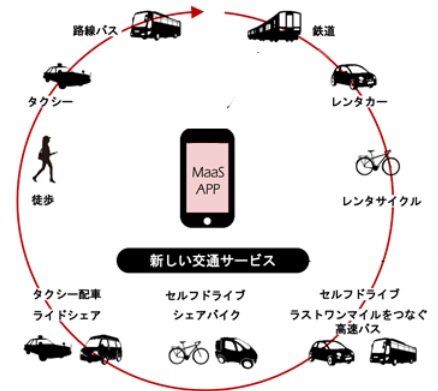 路線バス
鉄道
タクシー
レンタカー
MaaS
APP
徒歩
レンタサイクル
新しい交通サービス
タクシー配車
ライドシェア
セルフドライブ
シェアバイク
セルフドライブ
ラストワンマイルをつなぐ
高速バス